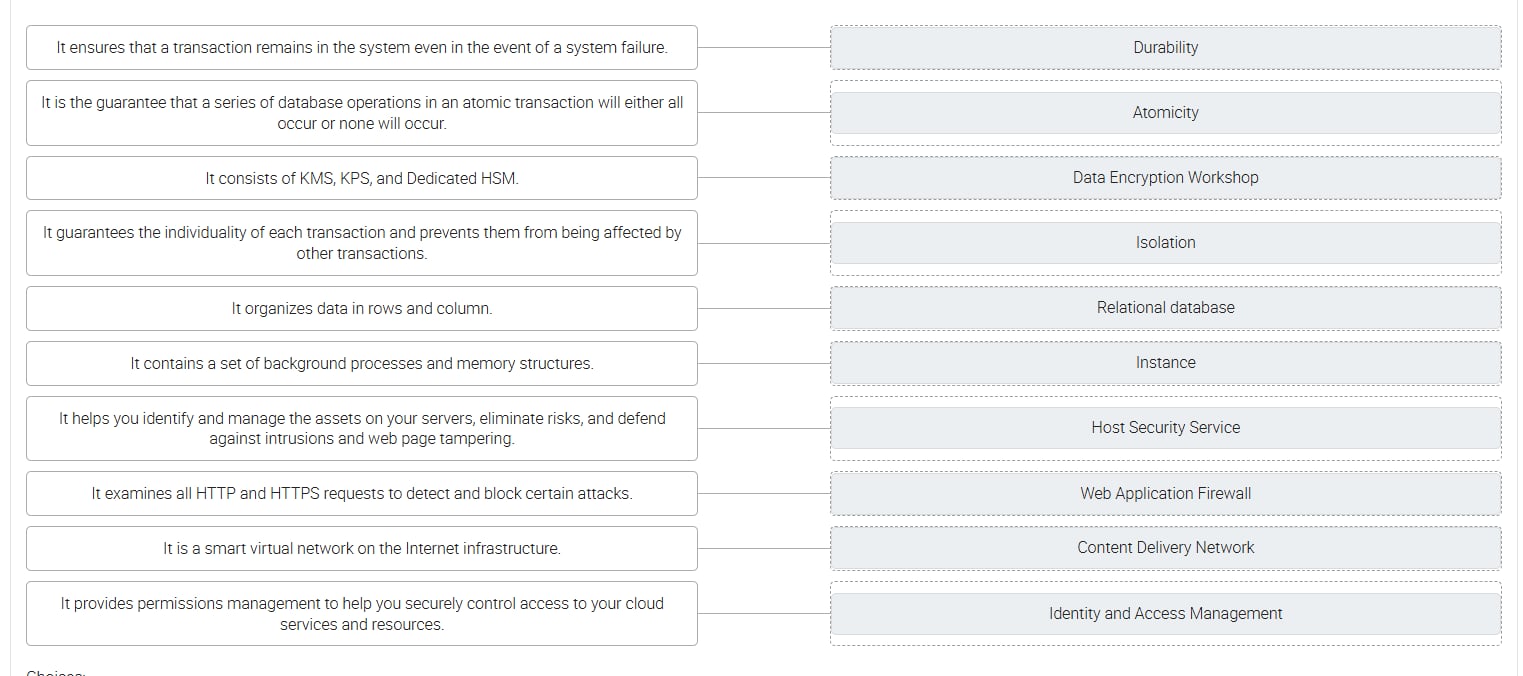 It ensures that a transaction remains in the system even in the event of a system failure.
Durability
It is the guarantee that a series of database operations in an atomic transaction will either all
occur or none will occur.
Atomicity
It consists of KMS, KPS, and Dedicated HSM.
Data Encryption Workshop
It guarantees the individuality of each transaction and prevents them from being affected by
other transactions.
Isolation
It organizes data in rows and column.
Relational database
It contains a set of background processes and memory structures.
Instance
It helps you identify and manage the assets on your servers, eliminate risks, and defend
against intrusions and web page tampering.
Host Security Service
It examines all HTTP and HTTPS requests to detect and block certain attacks.
Web Application Firewall
It is a smart virtual network on the Internet infrastructure.
Content Delivery Network
It provides permissions management to help you securely control access to your cloud
services and resources.
Identity and Access Management
Choices: